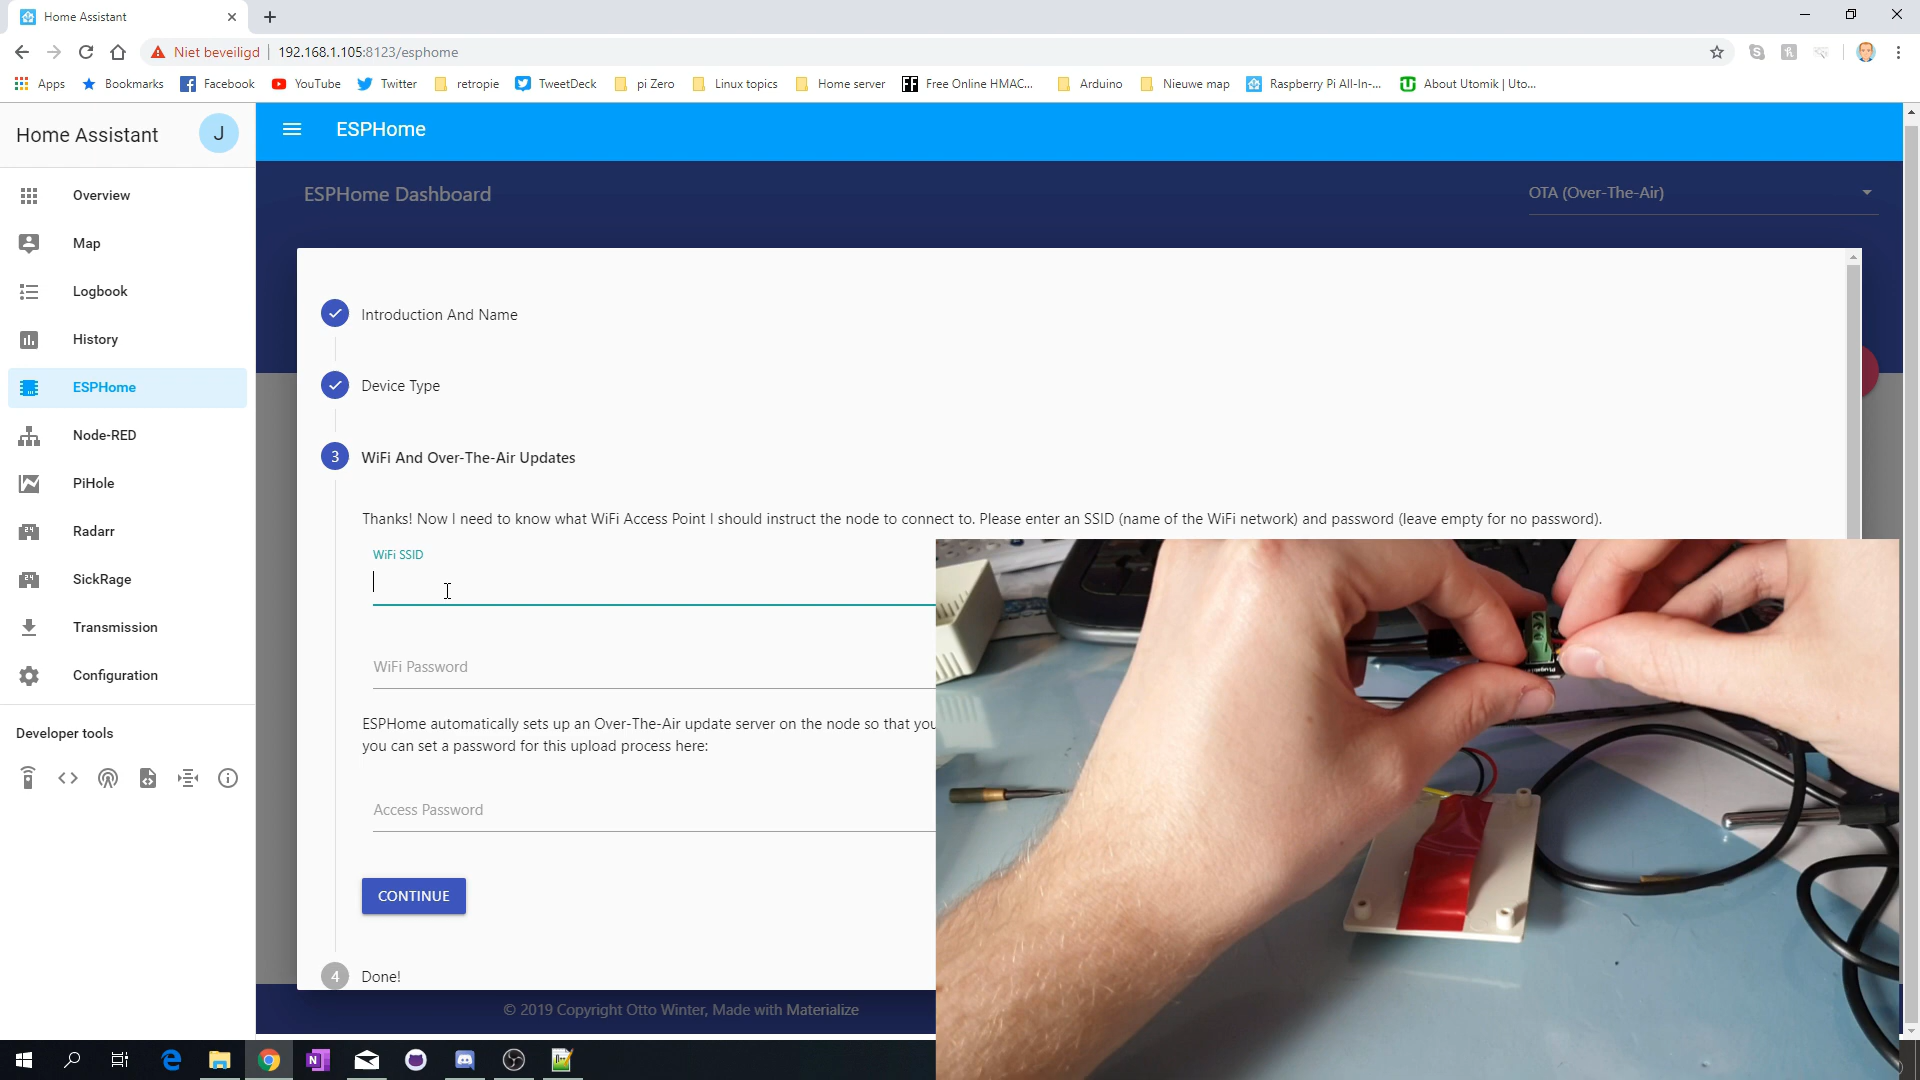 Home Assistant
Niet beveiligd
192.168.1.105:8123/esphome
Apps
Bookmarks
Facebook
YouTube
Twitter
retropie
TweetDeck
pi Zero
Linux topics
Home server
FF
Free Online HMAC...
Arduino
Nieuwe map
Raspberry Pi All-In-...
About Utomik | Uto...
Home Assistant
J
ESPHome
Overview
Map
Logbook
History
ESPHome
Node-RED
PiHole
Radarr
SickRage
Transmission
Configuration
Developer tools
ESPHome Dashboard
OTA (Over-The-Air)
Introduction And Name
Device Type
3 WiFi And Over-The-Air Updates
Thanks! Now I need to know what WiFi Access Point I should instruct the node to connect to. Please enter an SSID (name of the WiFi network) and password (leave empty for no password).
WiFi SSID
WiFi Password
ESPHome automatically sets up an Over-The-Air update server on the node so that you
you can set a password for this upload process here:
Access Password
CONTINUE
4 Done!
© 2019 Copyright Otto Winter, Made with Materialize